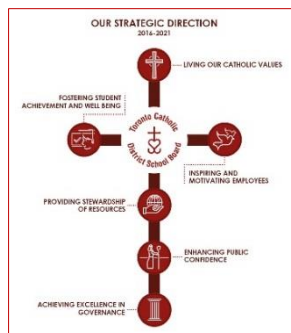 OUR STRATEGIC DIRECTION
2016-2021
LIVING OUR CATHOLIC VALUES
FOSTERING STUDENT
ACHIEVEMENT AND WELL BEING
Toronto Catholic
District School Board
INSPIRING AND
MOTIVATING EMPLOYEES
PROVIDING STEWARDSHIP
OF RESOURCES
ENHANCING PUBLIC
CONFIDENCE
ACHIEVING EXCELLENCE IN
GOVERNANCE